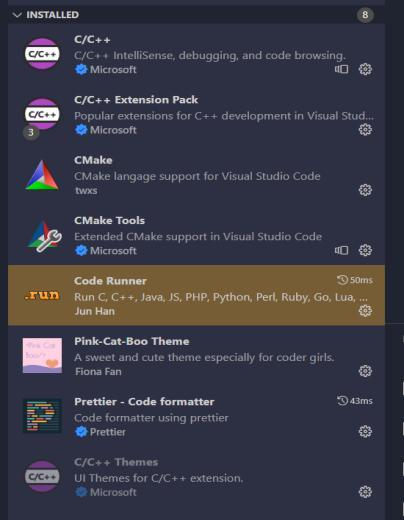 INSTALLED 8
C/C++
C/C++
C/C++ IntelliSense, debugging, and code browsing.
Microsoft
C/C++
3
C/C++ Extension Pack
Popular extensions for C++ development in Visual Stud...
Microsoft
CMake
CMake langage support for Visual Studio Code
twxs
CMake Tools
Extended CMake support in Visual Studio Code
Microsoft
.run
Code Runner 50ms
Run C, C++, Java, JS, PHP, Python, Perl, Ruby, Go, Lua, ...
Jun Han
Pink-Cat-Boo Theme
A sweet and cute theme especially for coder girls.
Fiona Fan
Prettier - Code formatter 43ms
Code formatter using prettier
Prettier
C/C++
C/C++ Themes
UI Themes for C/C++ extension.
Microsoft